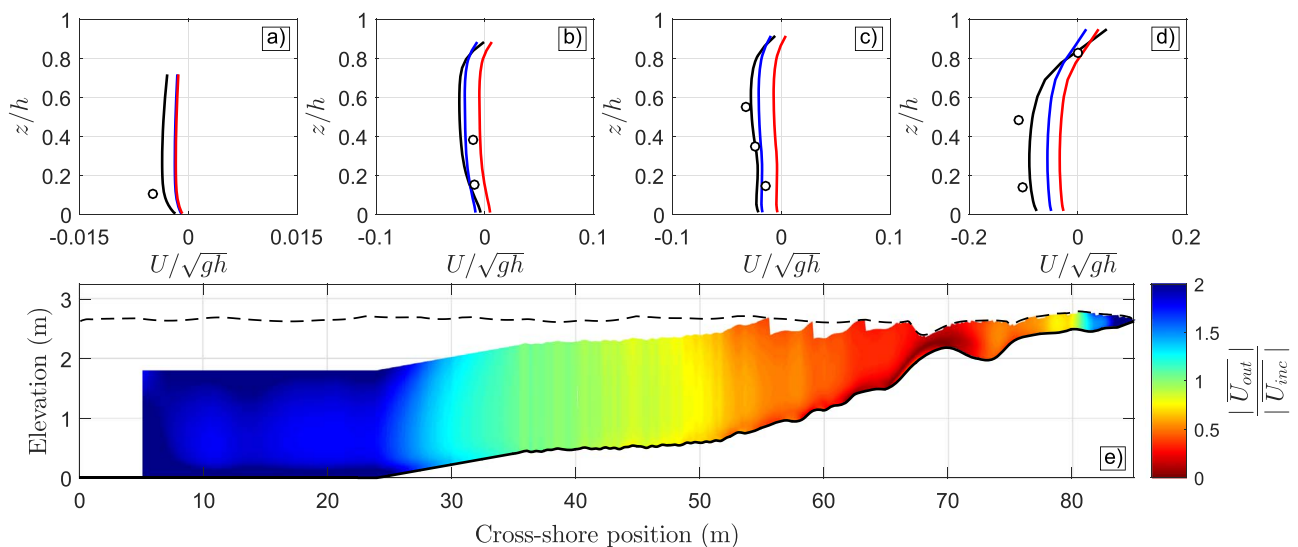 a)
b)
c)
d)
z/h
z/h
z/h
z/h
1
0.8
0.6
0.4
0.2
0
1
0.8
0.6
0.4
0.2
0
1
0.8
0.6
0.4
0.2
0
1
0.8
0.6
0.4
0.2
0
-0.015 0 0.015
-0.1 0 0.1
-0.1 0 0.1
-0.2 0 0.2
U/√gh
U/√gh
U/√gh
U/√gh
Elevation (m)
3
2
1
0
e)
0 10 20 30 40 50 60 70 80
Cross-shore position (m)
2
1.5
1
0.5
0
|U_out|
|U_inc|